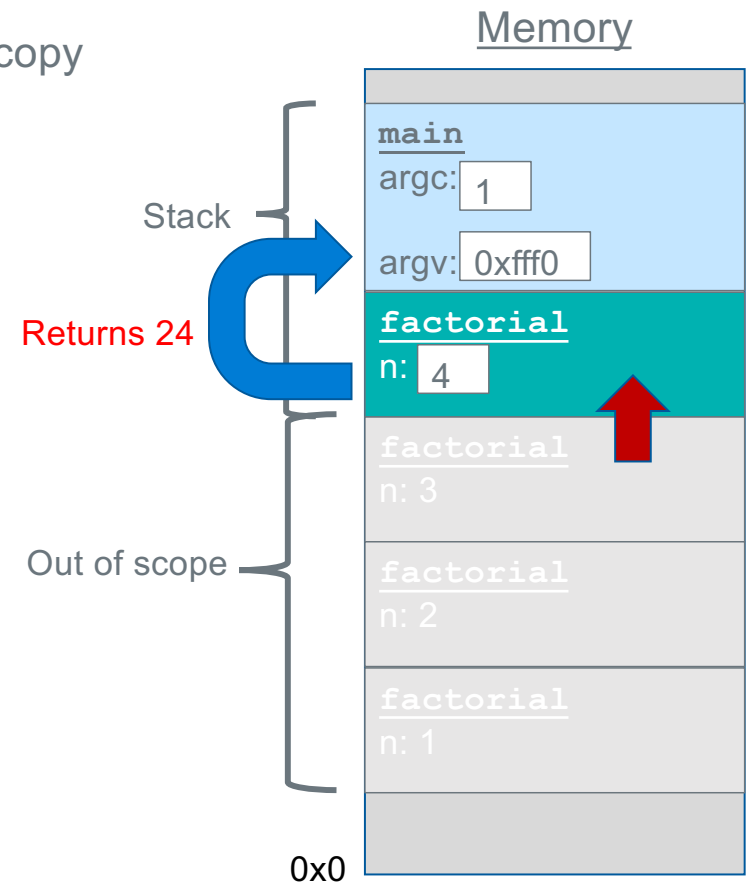 copy
Memory
main
argc: 1
Stack
argv: 0xfff0
factorial
Returns 24
n: 4
factorial
n: 3
Out of scope
factorial
n: 2
factorial
n: 1
0x0